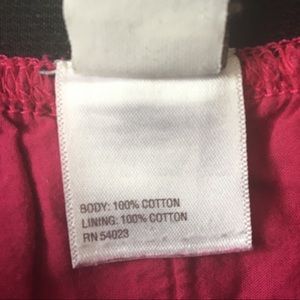 BODY: 100% COTTON
LINING: 100% COTTON
RN 54023